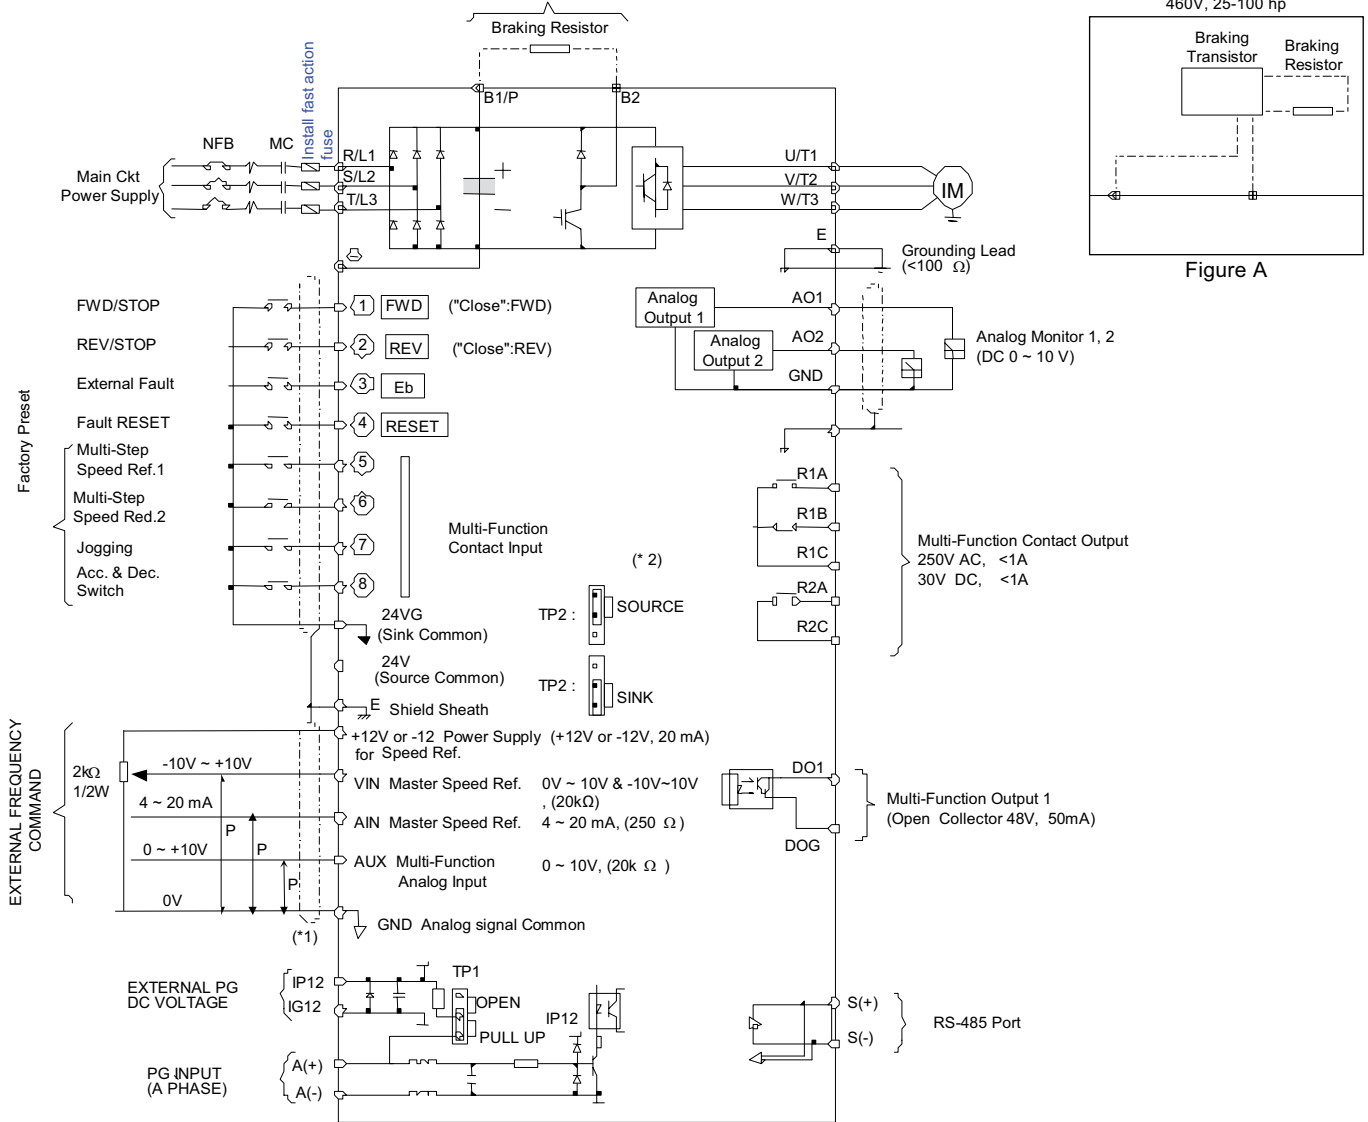 460V, 25-100 hp
Braking Resistor
Braking
Transistor
Braking
Resistor
B1/P
B2
Install fast action
fuse
NFB
MC
Main Ckt
Power Supply
R/L1
S/L2
T/L3
+
−
U/T1
V/T2
W/T3
IM
E
Grounding Lead
(<100 Ω)
Figure A
Factory Preset
FWD/STOP
1
FWD
("Close":FWD)
REV/STOP
2
REV
("Close":REV)
External Fault
3
Eb
Fault RESET
4
RESET
Multi-Step
Speed Ref.1
5
Multi-Step
Speed Red.2
6
Jogging
7
Acc. & Dec.
Switch
8
Multi-Function
Contact Input
Analog
Output 1
Analog
Output 2
AO1
AO2
GND
Analog Monitor 1, 2
(DC 0 ~ 10 V)
R1A
R1B
R1C
R2A
R2C
Multi-Function Contact Output
250V AC, <1A
30V DC, <1A
24VG
(Sink Common)
24V
(Source Common)
E
Shield Sheath
(* 2)
TP2 :
SOURCE
TP2 :
SINK
EXTERNAL FREQUENCY
COMMAND
2kΩ
1/2W
-10V ~ +10V
4 ~ 20 mA
0 ~ +10V
0V
P
P
P
(*1)
+12V or -12 Power Supply (+12V or -12V, 20 mA)
for Speed Ref.
VIN Master Speed Ref. 0V ~ 10V & -10V~10V
, (20kΩ)
AIN Master Speed Ref. 4 ~ 20 mA, (250 Ω )
AUX Multi-Function
Analog Input
0 ~ 10V, (20k Ω )
GND Analog signal Common
DO1
DOG
Multi-Function Output 1
(Open Collector 48V, 50mA)
EXTERNAL PG
DC VOLTAGE
IP12
IG12
TP1
OPEN
PULL UP
IP12
PG INPUT
(A PHASE)
A(+)
A(-)
S(+)
S(-)
RS-485 Port